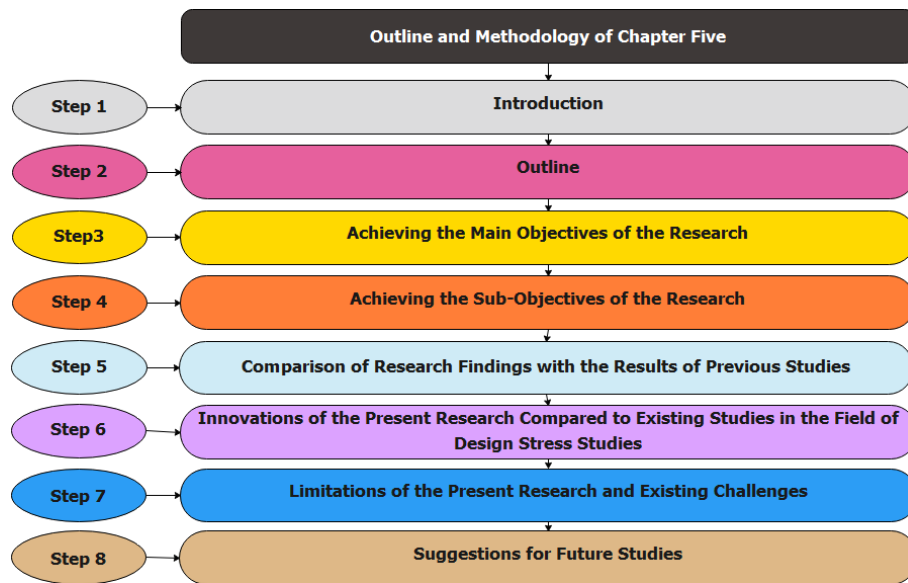 Outline and Methodology of Chapter Five
Step 1
Introduction
Step 2
Outline
Step3
Achieving the Main Objectives of the Research
Step 4
Achieving the Sub-Objectives of the Research
Step 5
Comparison of Research Findings with the Results of Previous Studies
Step 6
Innovations of the Present Research Compared to Existing Studies in the Field of
Design Stress Studies
Step 7
Limitations of the Present Research and Existing Challenges
Step 8
Suggestions for Future Studies